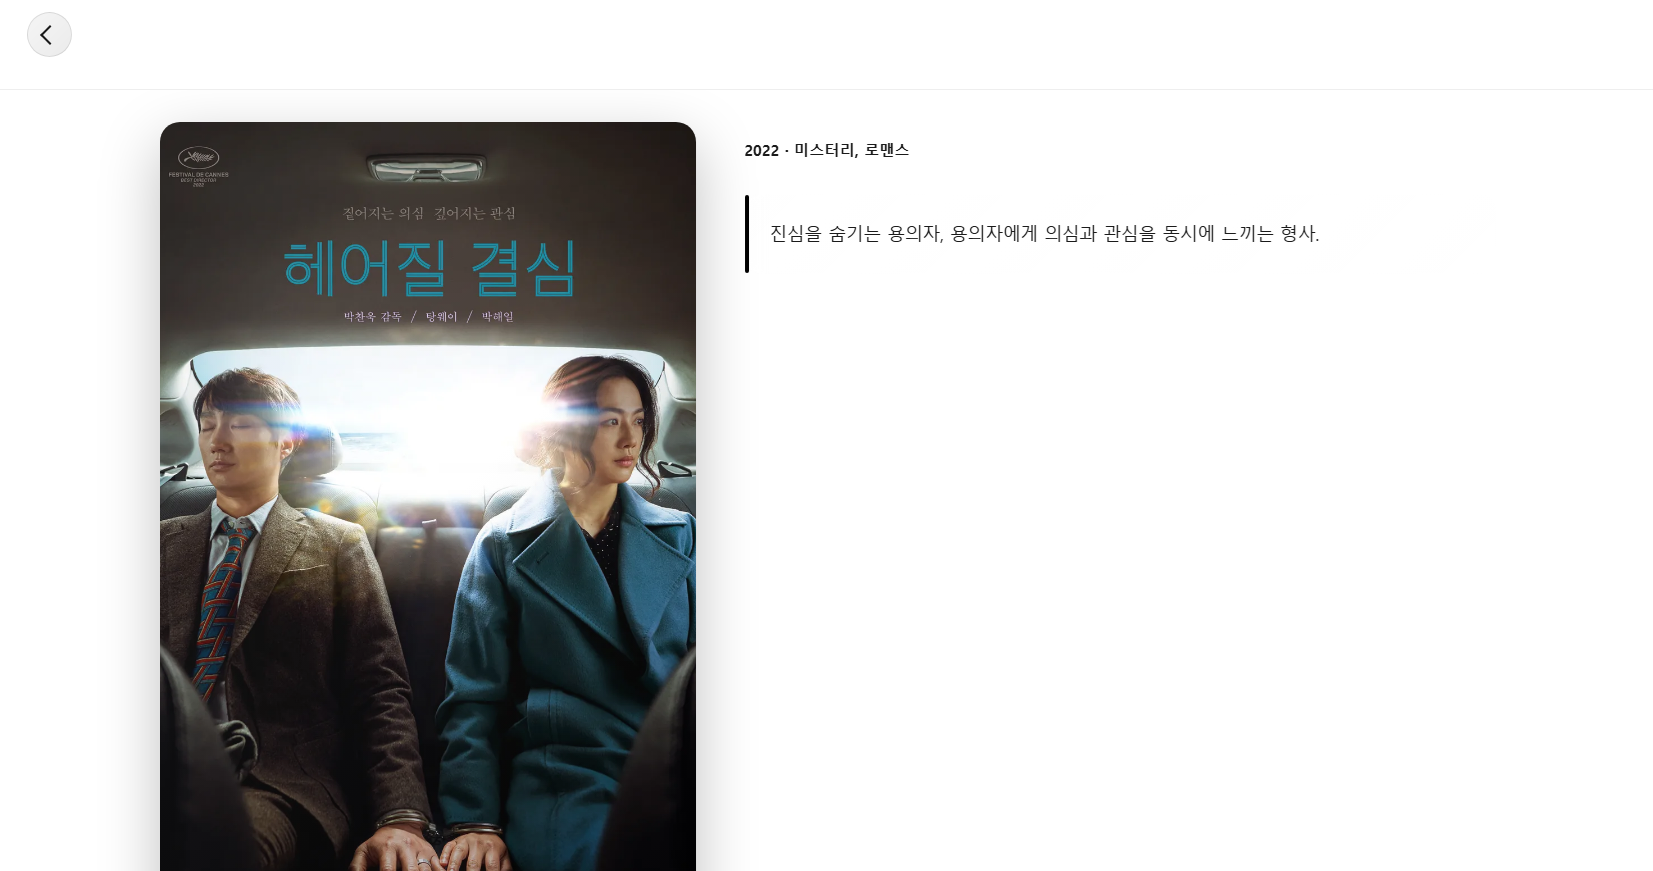 FESTIVAL DE CANNES
BEST DIRECTOR
2022
짙어지는 의심 깊어지는 관심
헤어질 결심
박찬욱 감독 / 탕웨이 / 박해일
2022 · 미스터리, 로맨스
진심을 숨기는 용의자, 용의자에게 의심과 관심을 동시에 느끼는 형사.